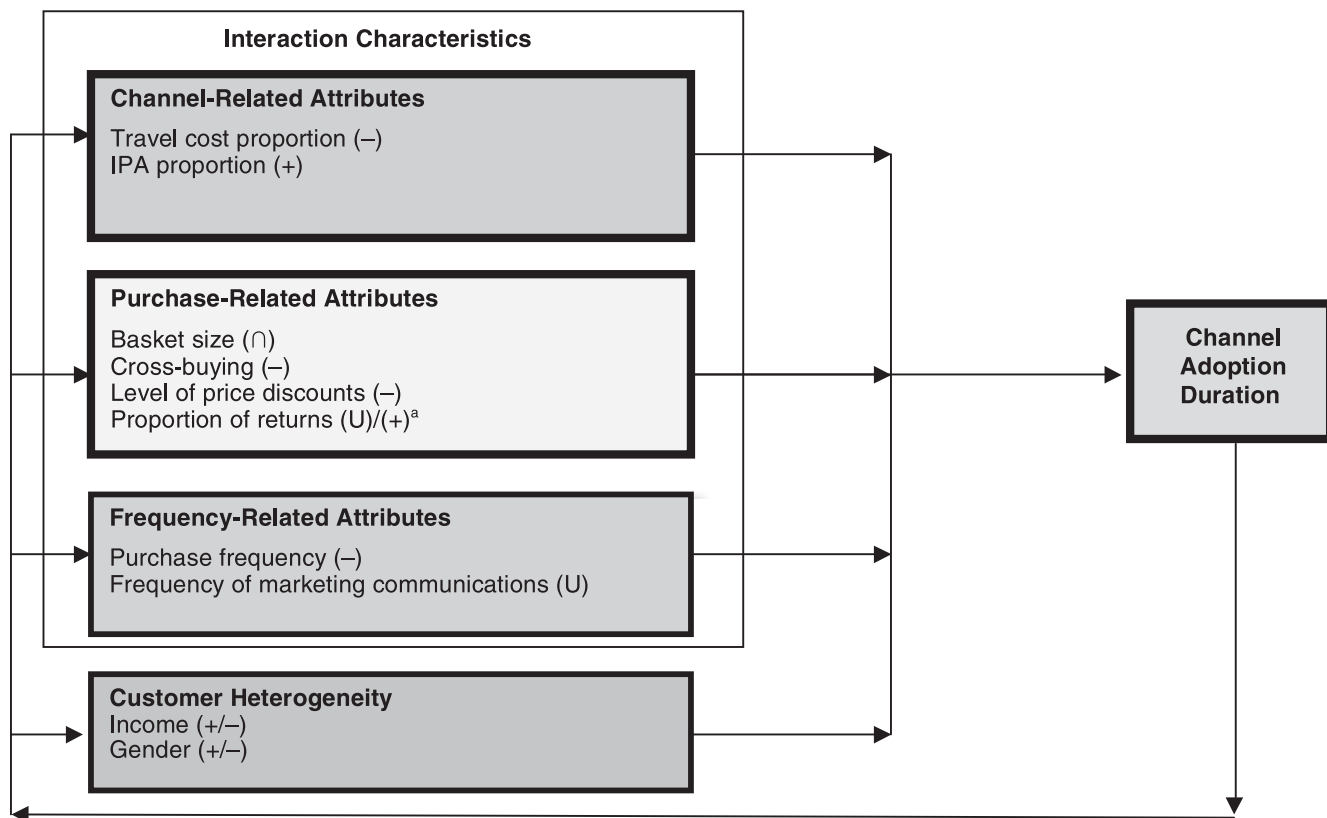 Interaction Characteristics
Channel-Related Attributes
Travel cost proportion (–)
IPA proportion (+)
Purchase-Related Attributes
Basket size (∩)
Cross-buying (–)
Level of price discounts (–)
Proportion of returns (U)/(+)ª
Frequency-Related Attributes
Purchase frequency (–)
Frequency of marketing communications (U)
Customer Heterogeneity
Income (+/–)
Gender (+/–)
Channel
Adoption
Duration